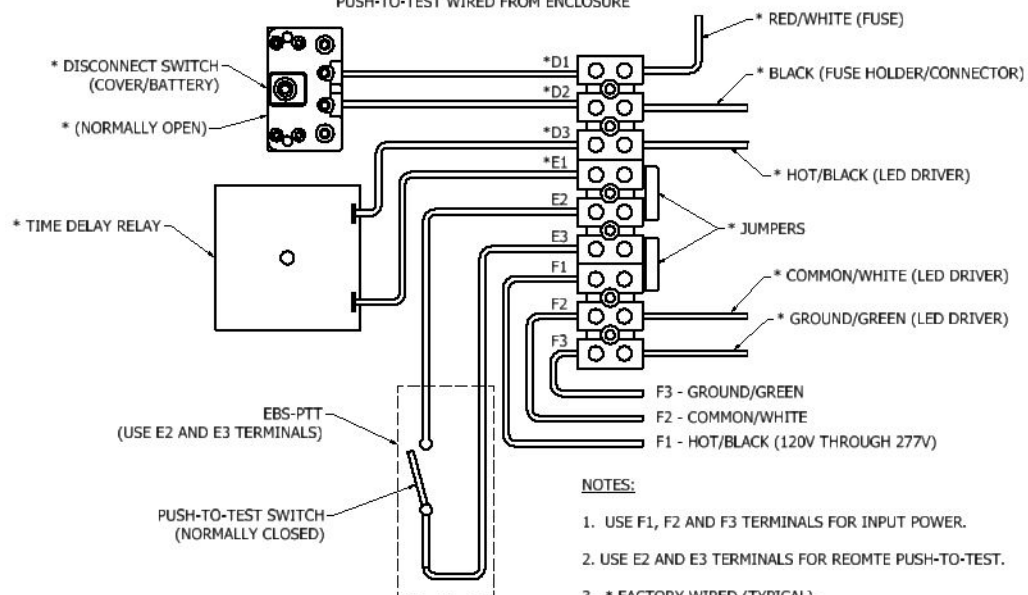 PUSH-TO-TEST WIRED FROM ENCLOSURE
* RED/WHITE (FUSE)
* DISCONNECT SWITCH
(COVER/BATTERY)
* (NORMALLY OPEN)
*D1
*D2
* BLACK (FUSE HOLDER/CONNECTOR)
*D3
*E1
* HOT/BLACK (LED DRIVER)
E2
* TIME DELAY RELAY
* JUMPERS
E3
F1
* COMMON/WHITE (LED DRIVER)
F2
* GROUND/GREEN (LED DRIVER)
F3
F3 - GROUND/GREEN
F2 - COMMON/WHITE
F1 - HOT/BLACK (120V THROUGH 277V)
EBS-PTT
(USE E2 AND E3 TERMINALS)
PUSH-TO-TEST SWITCH
(NORMALLY CLOSED)
NOTES:
1. USE F1, F2 AND F3 TERMINALS FOR INPUT POWER.
2. USE E2 AND E3 TERMINALS FOR REOMTE PUSH-TO-TEST.
3. * FACTORY WIRED (TYPICAL)